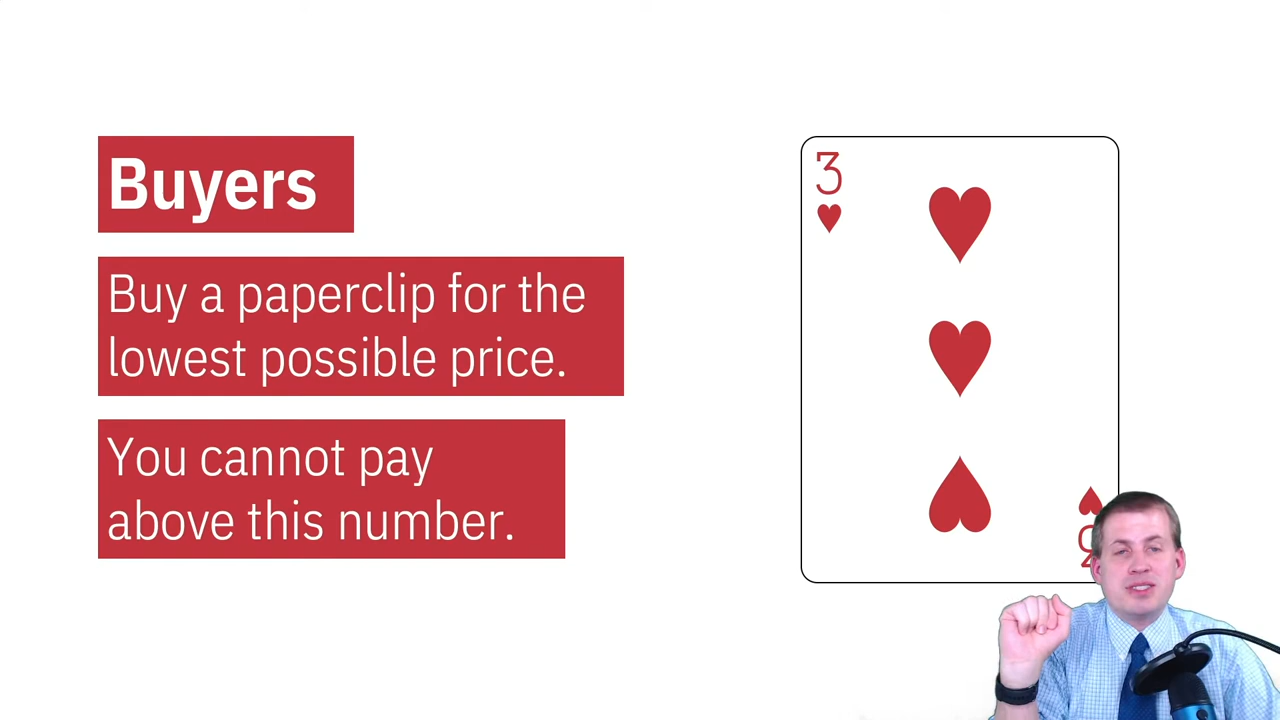 Buyers
Buy a paperclip for the
lowest possible price.
You cannot pay
above this number.
3